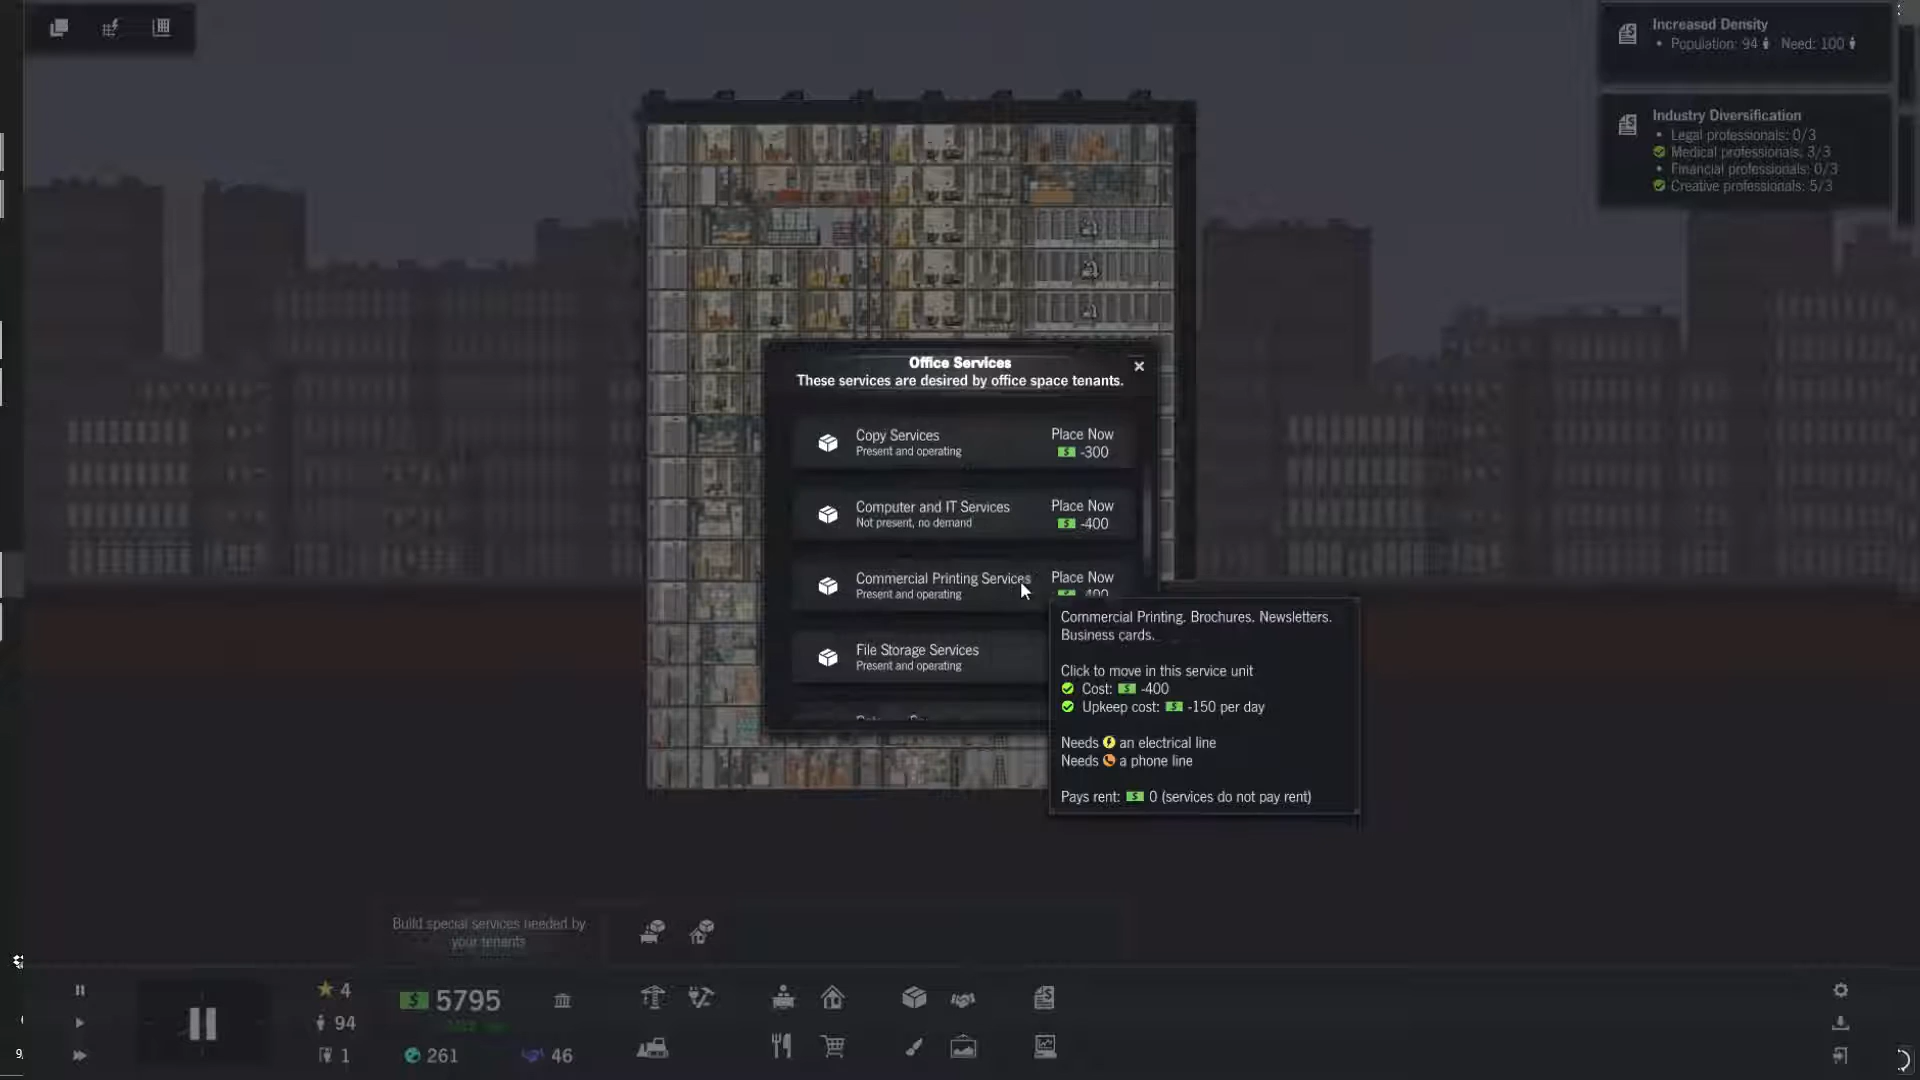 Increased Density
• Population: 94 Need: 100
Industry Diversification
• Legal professionals: 0/3
Medical professionals: 3/3
• Financial professionals: 0/3
Creative professionals: 5/3
Office Services
These services are desired by office space tenants.
Copy Services
Present and operating
Place Now
-300
Computer and IT Services
Not present, no demand
Place Now
-400
Commercial Printing Services
Present and operating
Place Now
-400
File Storage Services
Present and operating
Commercial Printing. Brochures. Newsletters.
Business cards.
Click to move in this service unit
Cost: -400
Upkeep cost: -150 per day
Needs an electrical line
Needs a phone line
Pays rent: 0 (services do not pay rent)
Build special services needed by
your tenants
4
5795
94
1
261
46